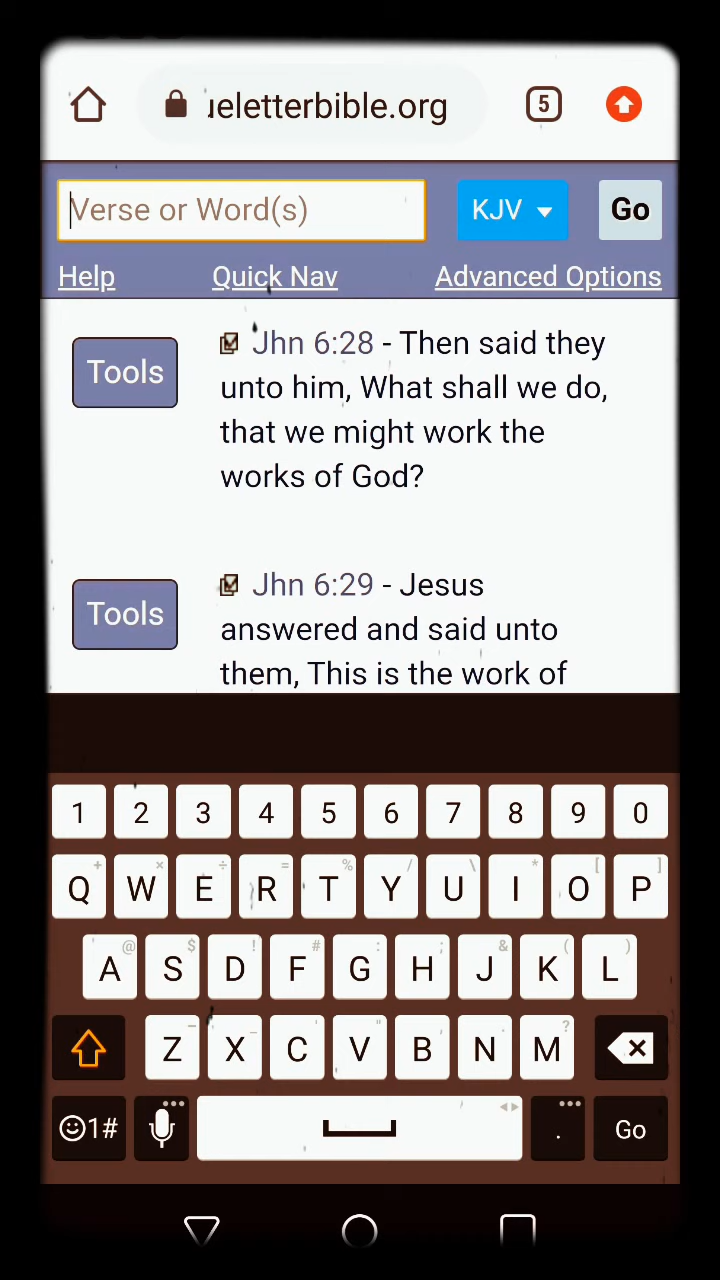 ueletterbible.org
5
Verse or Word(s)
KJV
Go
Help
Quick Nav
Advanced Options
Tools
Jhn 6:28 - Then said they
unto him, What shall we do,
that we might work the
works of God?
Tools
Jhn 6:29 - Jesus
answered and said unto
them, This is the work of
1 2 3 4 5 6 7 8 9 0
+ × ÷ = % / \ * [ ]
Q W E R T Y U I O P
@ $ ! # : ; & ( )
A S D F G H J K L
– _ ' " , . ?
Z X C V B N M
1#
.
Go